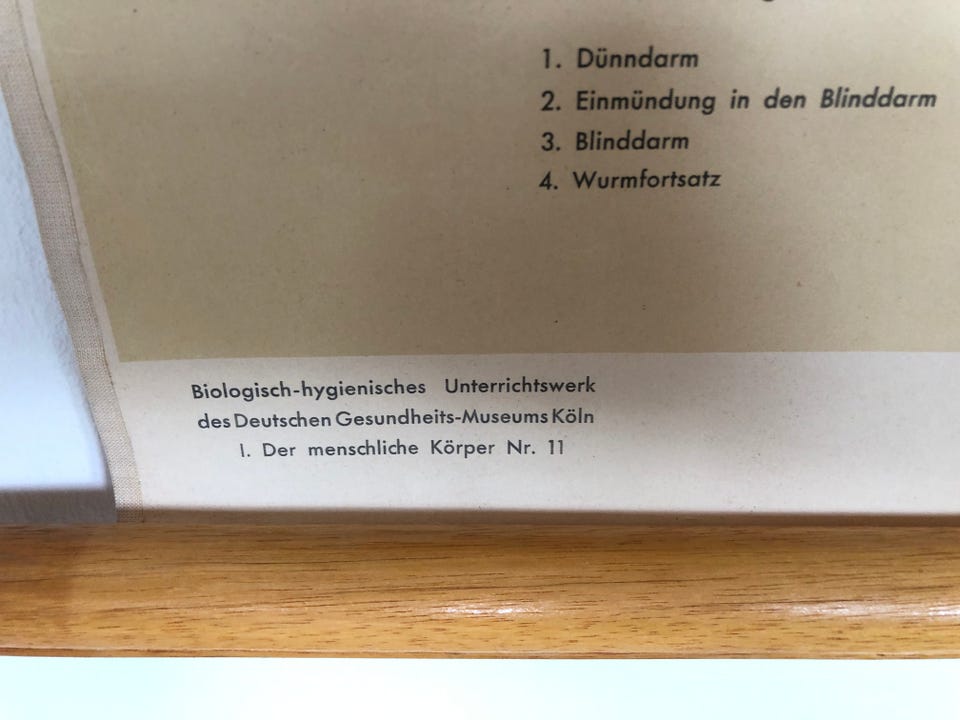 1. Dünndarm
2. Einmündung in den Blinddarm
3. Blinddarm
4. Wurmfortsatz
Biologisch-hygienisches Unterrichtswerk
des Deutschen Gesundheits-Museums Köln
I. Der menschliche Körper Nr. 11